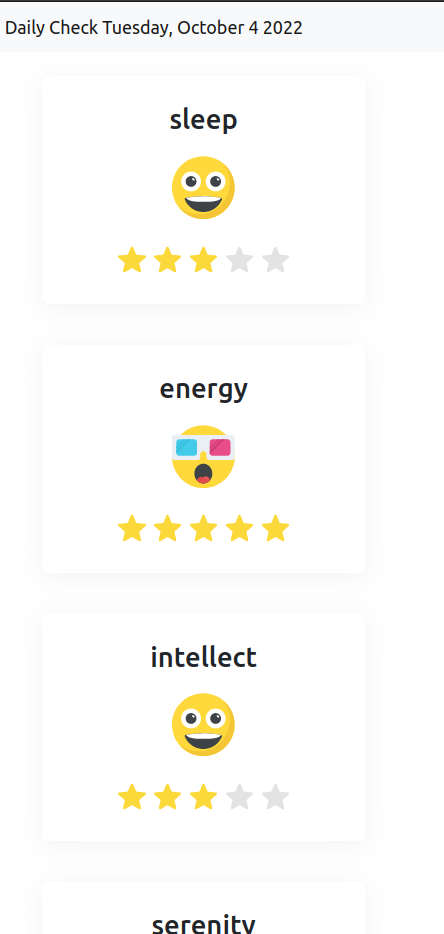 Daily Check Tuesday, October 4 2022
sleep
energy
intellect
serenity